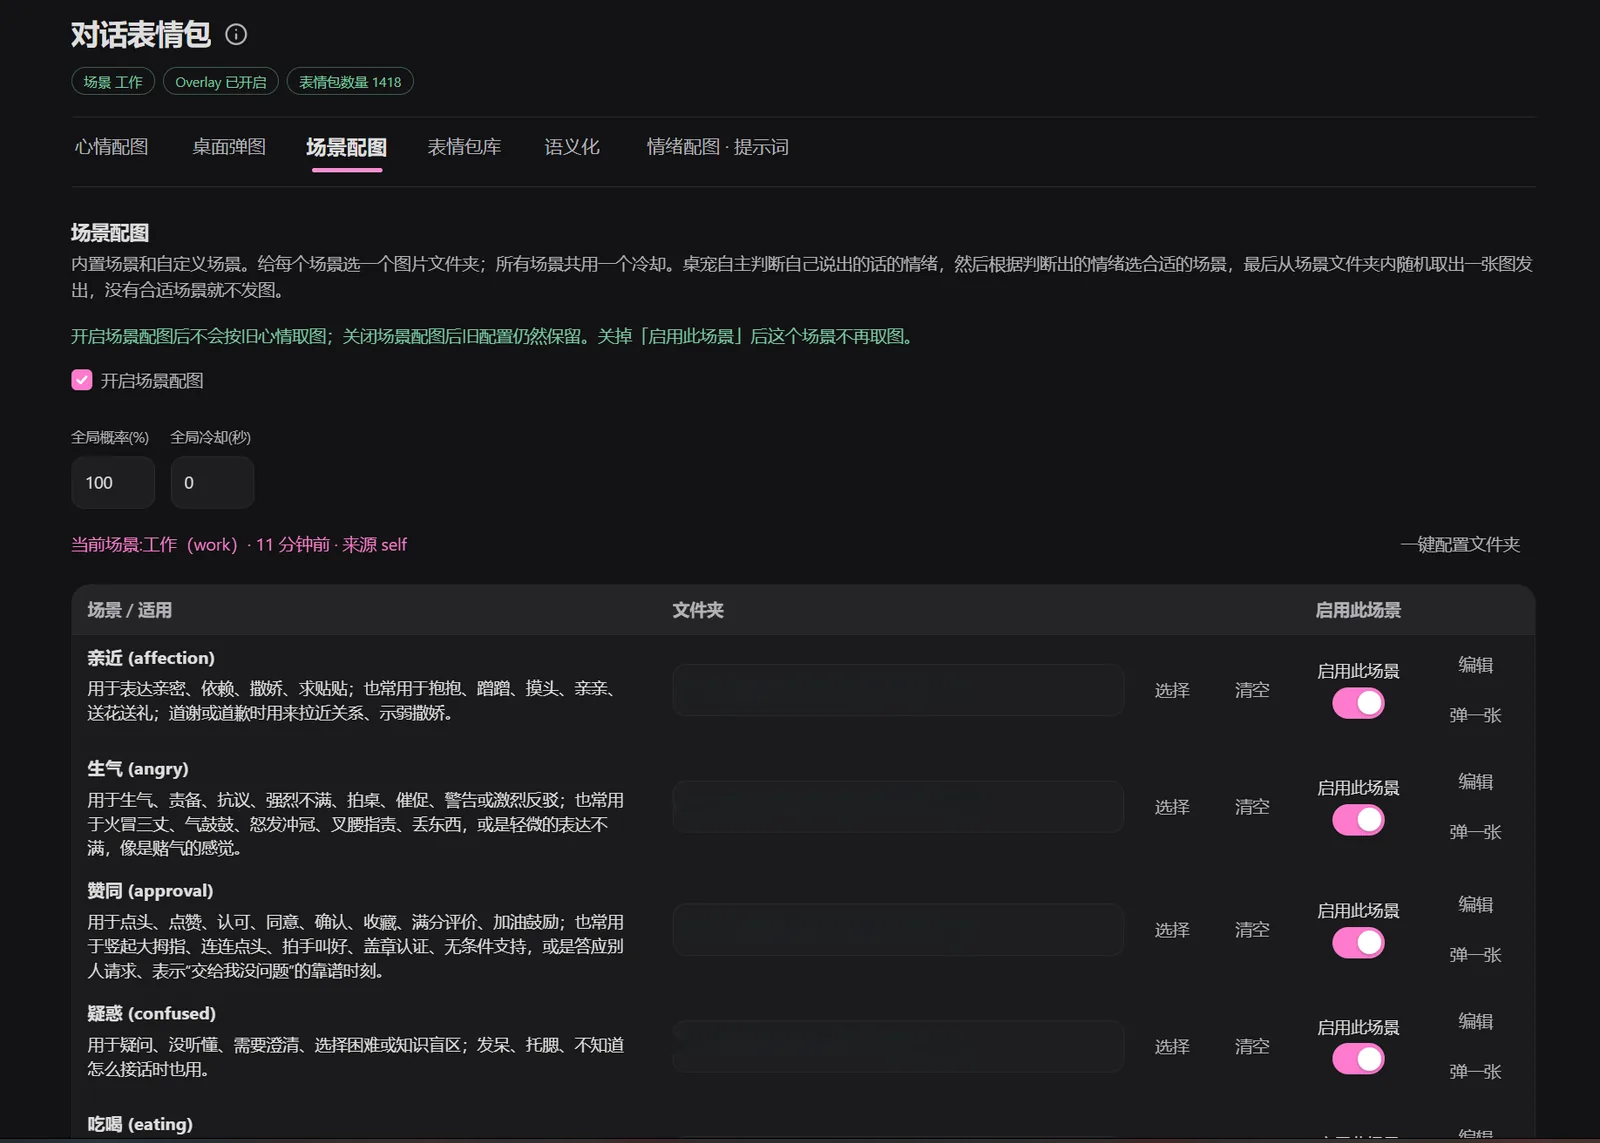 对话表情包
场景 工作 Overlay 已开启 表情包数量 1418
心情配图 桌面弹图 场景配图 表情包库 语义化 情绪配图 · 提示词
场景配图
内置场景和自定义场景。给每个场景选一个图片文件夹；所有场景共用一个冷却。桌宠自主判断自己说出的话的情绪，然后根据判断出的情绪选合适的场景，最后从场景文件夹内随机取出一张图发
出，没有合适场景就不发图。
开启场景配图后不会按旧心情取图；关闭场景配图后旧配置仍然保留。关掉「启用此场景」后这个场景不再取图。
开启场景配图
全局概率(%) 全局冷却(秒)
100 0
当前场景:工作（work）· 11 分钟前 · 来源 self 一键配置文件夹
场景 / 适用 文件夹 启用此场景
亲近 (affection)
用于表达亲密、依赖、撒娇、求贴贴；也常用于抱抱、蹭蹭、摸头、亲亲、
送花送礼；道谢或道歉时用来拉近关系、示弱撒娇。
选择 清空 启用此场景 编辑
弹一张
生气 (angry)
用于生气、责备、抗议、强烈不满、拍桌、催促、警告或激烈反驳；也常用
于火冒三丈、气鼓鼓、怒发冲冠、叉腰指责、丢东西，或是轻微的表达不
满，像是赌气的感觉。
选择 清空 启用此场景 编辑
弹一张
赞同 (approval)
用于点头、点赞、认可、同意、确认、收藏、满分评价、加油鼓励；也常用
于竖起大拇指、连连点头、拍手叫好、盖章认证、无条件支持，或是答应别
人请求、表示"交给我没问题"的靠谱时刻。
选择 清空 启用此场景 编辑
弹一张
疑惑 (confused)
用于疑问、没听懂、需要澄清、选择困难或知识盲区；发呆、托腮、不知道
怎么接话时也用。
选择 清空 启用此场景 编辑
弹一张
吃喝 (eating)